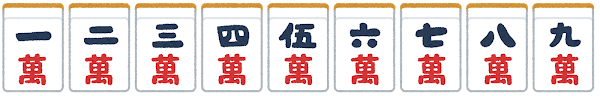 一 二 三 四 伍 六 七 八 九
萬 萬 萬 萬 萬 萬 萬 萬 萬